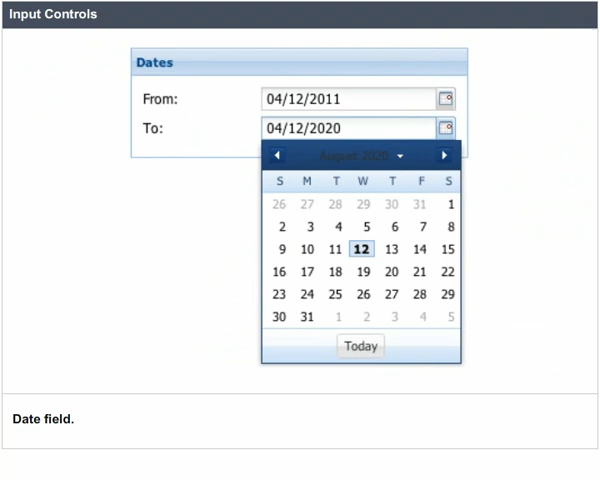 Input Controls
Dates
From: 04/12/2011
To: 04/12/2020
August 2020
S M T W T F S
26 27 28 29 30 31 1
2 3 4 5 6 7 8
9 10 11 12 13 14 15
16 17 18 19 20 21 22
23 24 25 26 27 28 29
30 31 1 2 3 4 5
Today
Date field.